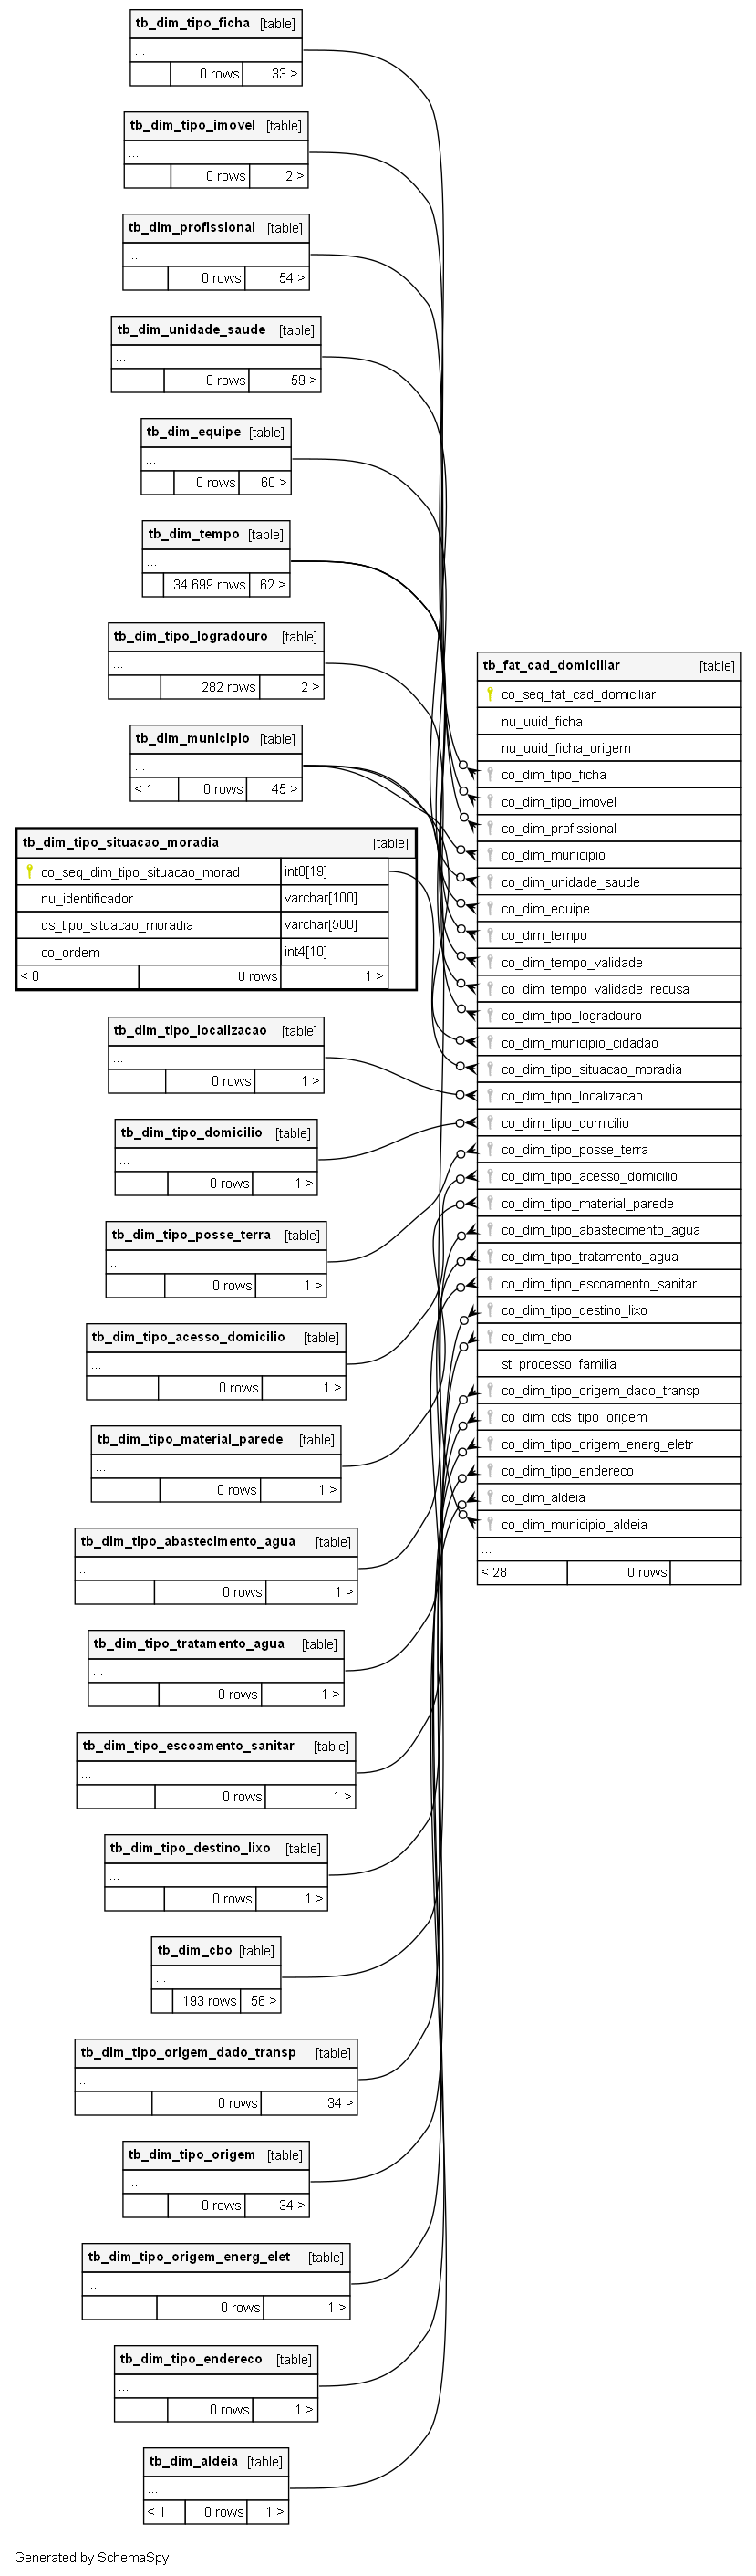 tb_dim_tipo_ficha [table]
...
0 rows 33 >
tb_dim_tipo_imovel [table]
...
0 rows 2 >
tb_dim_profissional [table]
...
0 rows 54 >
tb_dim_unidade_saude [table]
...
0 rows 59 >
tb_dim_equipe [table]
...
0 rows 60 >
tb_dim_tempo [table]
...
34.699 rows 62 >
tb_dim_tipo_logradouro [table]
...
282 rows 2 >
tb_dim_municipio [table]
...
< 1 0 rows 45 >
tb_dim_tipo_situacao_moradia [table]
co_seq_dim_tipo_situacao_morad int8[19]
nu_identificador varchar[100]
ds_tipo_situacao_moradia varchar[500]
co_ordem int4[10]
< 0 0 rows 1 >
tb_dim_tipo_localizacao [table]
...
0 rows 1 >
tb_dim_tipo_domicilio [table]
...
0 rows 1 >
tb_dim_tipo_posse_terra [table]
...
0 rows 1 >
tb_dim_tipo_acesso_domicilio [table]
...
0 rows 1 >
tb_dim_tipo_material_parede [table]
...
0 rows 1 >
tb_dim_tipo_abastecimento_agua [table]
...
0 rows 1 >
tb_dim_tipo_tratamento_agua [table]
...
0 rows 1 >
tb_dim_tipo_escoamento_sanitar [table]
...
0 rows 1 >
tb_dim_tipo_destino_lixo [table]
...
0 rows 1 >
tb_dim_cbo [table]
...
193 rows 56 >
tb_dim_tipo_origem_dado_transp [table]
...
0 rows 34 >
tb_dim_tipo_origem [table]
...
0 rows 34 >
tb_dim_tipo_origem_energ_elet [table]
...
0 rows 1 >
tb_dim_tipo_endereco [table]
...
0 rows 1 >
tb_dim_aldeia [table]
...
< 1 0 rows 1 >
tb_fat_cad_domiciliar [table]
co_seq_fat_cad_domiciliar
nu_uuid_ficha
nu_uuid_ficha_origem
co_dim_tipo_ficha
co_dim_tipo_imovel
co_dim_profissional
co_dim_municipio
co_dim_unidade_saude
co_dim_equipe
co_dim_tempo
co_dim_tempo_validade
co_dim_tempo_validade_recusa
co_dim_tipo_logradouro
co_dim_municipio_cidadao
co_dim_tipo_situacao_moradia
co_dim_tipo_localizacao
co_dim_tipo_domicilio
co_dim_tipo_posse_terra
co_dim_tipo_acesso_domicilio
co_dim_tipo_material_parede
co_dim_tipo_abastecimento_agua
co_dim_tipo_tratamento_agua
co_dim_tipo_escoamento_sanitar
co_dim_tipo_destino_lixo
co_dim_cbo
st_processo_familia
co_dim_tipo_origem_dado_transp
co_dim_cds_tipo_origem
co_dim_tipo_origem_energ_eletr
co_dim_tipo_endereco
co_dim_aldeia
co_dim_municipio_aldeia
...
< 28 0 rows
Generated by SchemaSpy